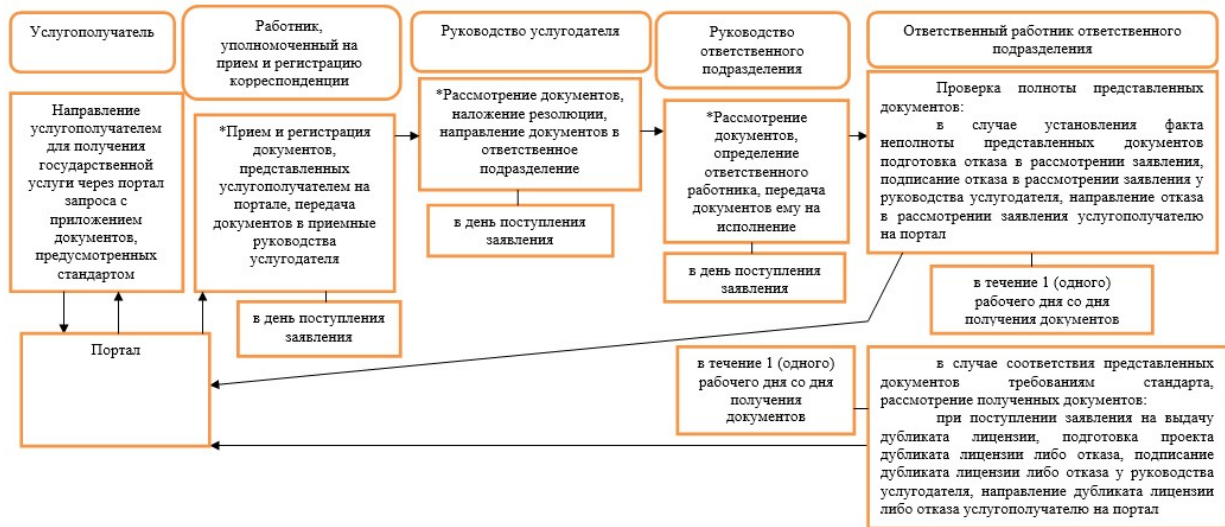 Услугополучатель
Работник,
уполномоченный на
прием и регистрацию
корреспонденции
Руководство услугодателя
Руководство
ответственного
подразделения
Ответственный работник ответственного
подразделения
Направление
услугополучателем
для получения
государственной
услуги через портал
запроса с
приложением
документов,
предусмотренных
стандартом
*Прием и регистрация
документов,
представленных
услугополучателем на
портале, передача
документов в приемные
руководства
услугодателя
*Рассмотрение документов,
наложение резолюции,
направление документов в
ответственное
подразделение
*Рассмотрение
документов,
определение
ответственного
работника, передача
документов ему на
исполнение
Проверка полноты представленных
документов:
в случае установления факта
неполноты представленных документов
подготовка отказа в рассмотрении заявления,
подписание отказа в рассмотрении заявления у
руководства услугодателя, направление отказа
в рассмотрении заявления услугополучателю
на портал
в день поступления
заявления
в день поступления
заявления
в день поступления
заявления
в течение 1 (одного)
рабочего дня со дня
получения документов
Портал
в течение 1 (одного)
рабочего дня со дня
получения
документов
в случае соответствия представленных
документов требованиям стандарта,
рассмотрение полученных документов:
при поступлении заявления на выдачу
дубликата лицензии, подготовка проекта
дубликата лицензии либо отказа, подписание
дубликата лицензии либо отказа у руководства
услугодателя, направление дубликата лицензии
либо отказа услугополучателю на портал